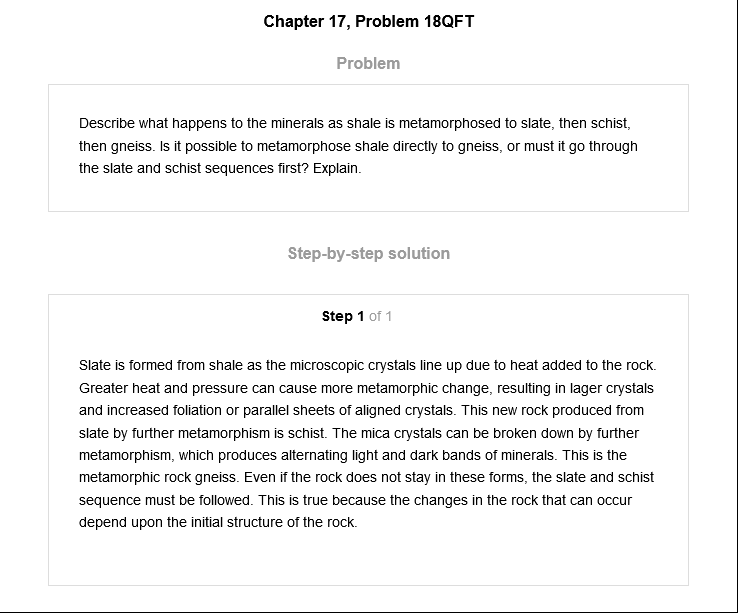 Chapter 17, Problem 18QFT
Problem
Describe what happens to the minerals as shale is metamorphosed to slate, then schist,
then gneiss. Is it possible to metamorphose shale directly to gneiss, or must it go through
the slate and schist sequences first? Explain.
Step-by-step solution
Step 1 of 1
Slate is formed from shale as the microscopic crystals line up due to heat added to the rock.
Greater heat and pressure can cause more metamorphic change, resulting in lager crystals
and increased foliation or parallel sheets of aligned crystals. This new rock produced from
slate by further metamorphism is schist. The mica crystals can be broken down by further
metamorphism, which produces alternating light and dark bands of minerals. This is the
metamorphic rock gneiss. Even if the rock does not stay in these forms, the slate and schist
sequence must be followed. This is true because the changes in the rock that can occur
depend upon the initial structure of the rock.